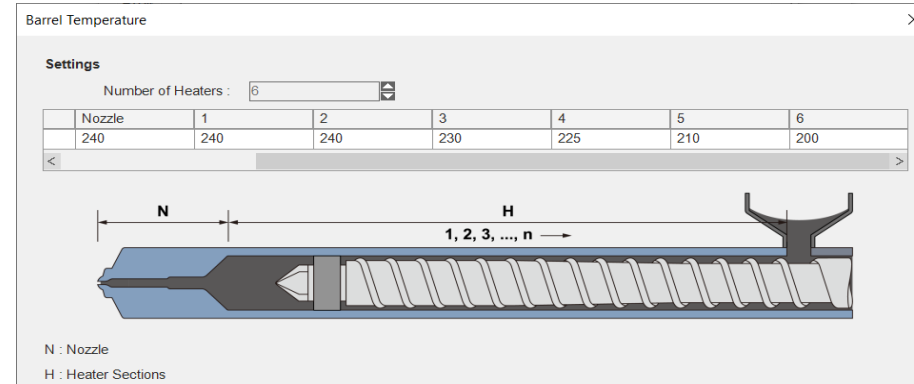 Barrel Temperature
Settings
Number of Heaters : 6
Nozzle 1 2 3 4 5 6
240 240 240 230 225 210 200
N H
1, 2, 3, ..., n
N : Nozzle
H : Heater Sections